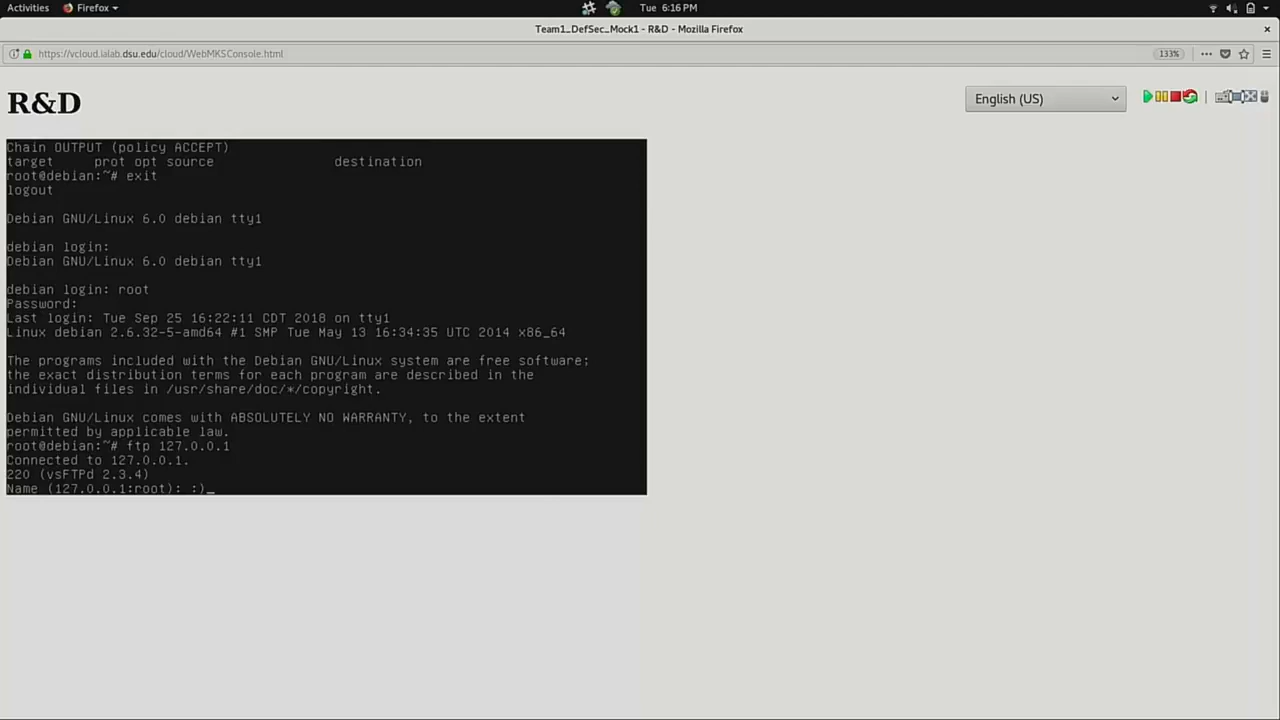 Activities Firefox Tue 6:16 PM
Team1_DefSec_Mock1 - R&D - Mozilla Firefox
https://vcloud.ialab.dsu.edu/cloud/WebMKSConsole.html 133%
R&D English (US)
Chain OUTPUT (policy ACCEPT)
target prot opt source destination
root@debian:~# exit
logout
Debian GNU/Linux 6.0 debian tty1
debian login:
Debian GNU/Linux 6.0 debian tty1
debian login: root
Password:
Last login: Tue Sep 25 16:22:11 CDT 2018 on tty1
Linux debian 2.6.32-5-amd64 #1 SMP Tue May 13 16:34:35 UTC 2014 x86_64
The programs included with the Debian GNU/Linux system are free software;
the exact distribution terms for each program are described in the
individual files in /usr/share/doc/*/copyright.
Debian GNU/Linux comes with ABSOLUTELY NO WARRANTY, to the extent
permitted by applicable law.
root@debian:~# ftp 127.0.0.1
Connected to 127.0.0.1.
220 (vsFTPd 2.3.4)
Name (127.0.0.1:root): :)_